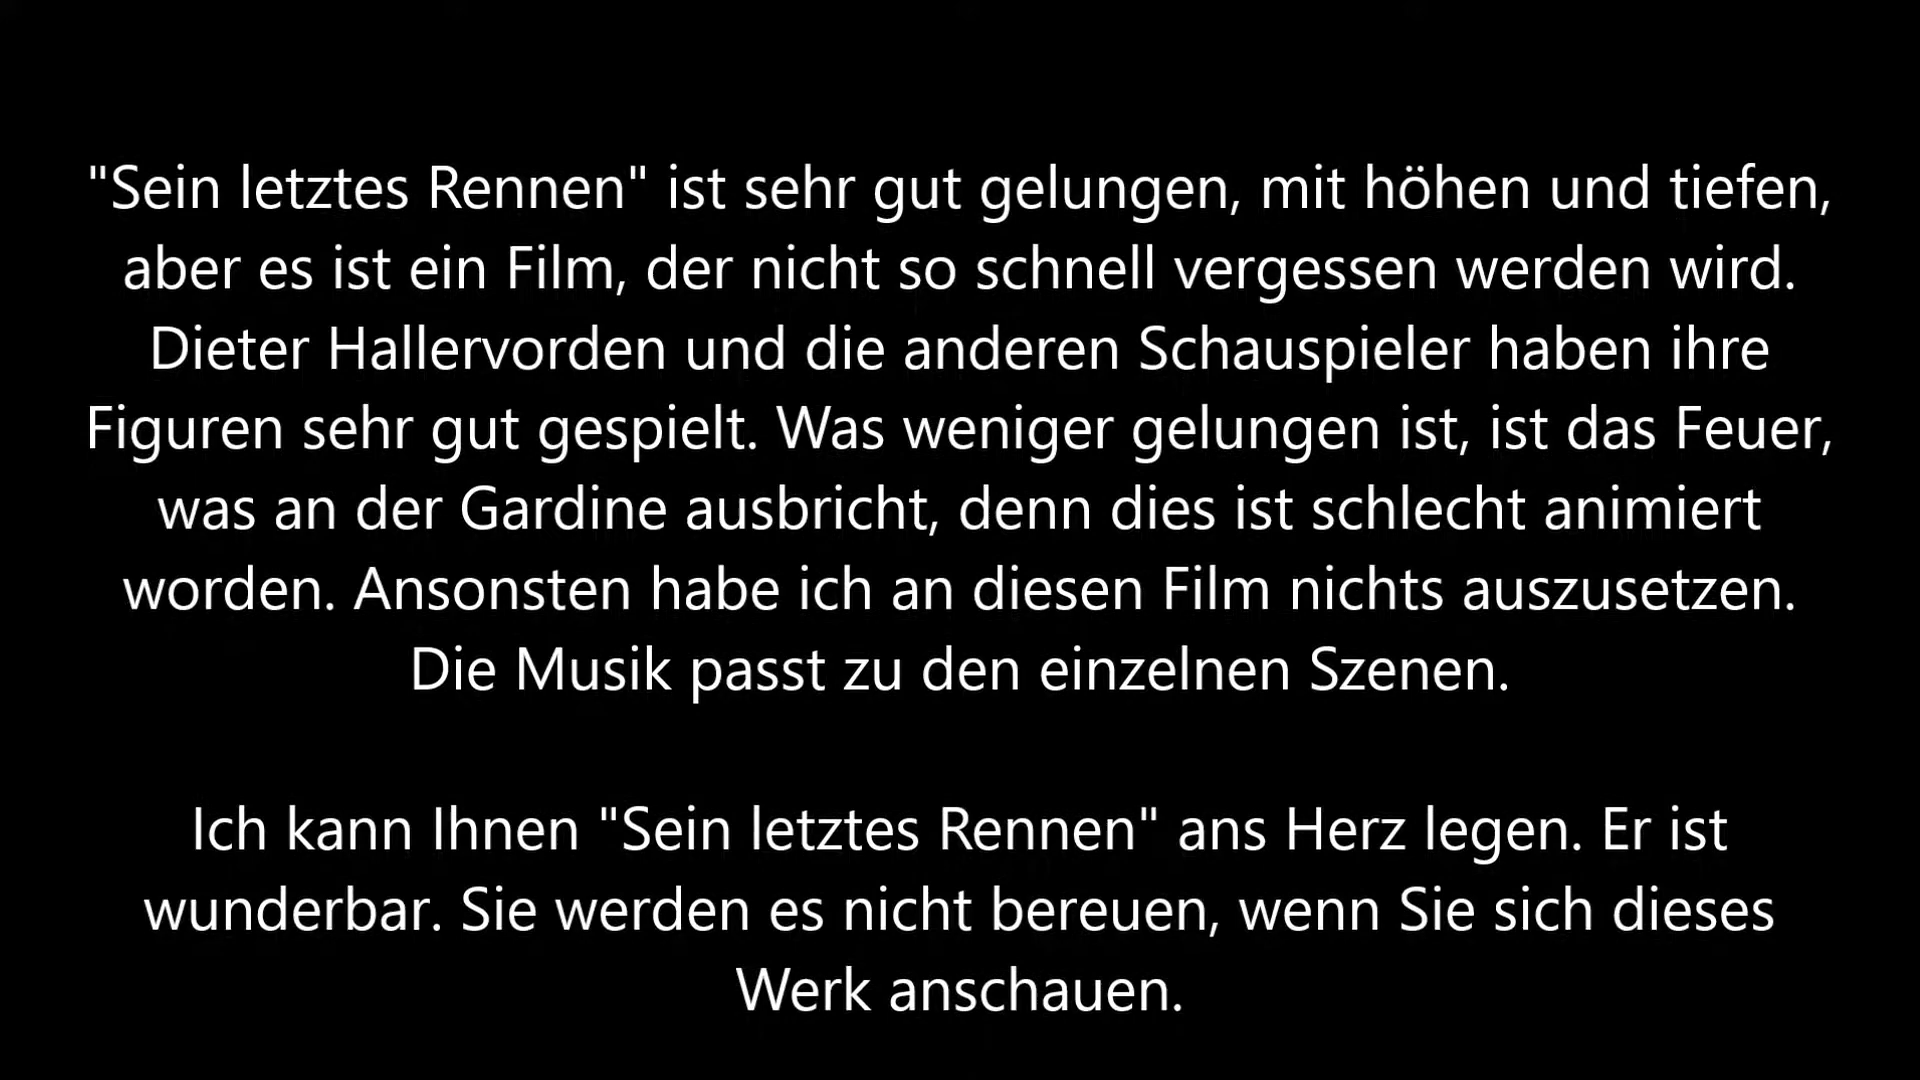 "Sein letztes Rennen" ist sehr gut gelungen, mit höhen und tiefen,
aber es ist ein Film, der nicht so schnell vergessen werden wird.
Dieter Hallervorden und die anderen Schauspieler haben ihre
Figuren sehr gut gespielt. Was weniger gelungen ist, ist das Feuer,
was an der Gardine ausbricht, denn dies ist schlecht animiert
worden. Ansonsten habe ich an diesen Film nichts auszusetzen.
Die Musik passt zu den einzelnen Szenen.
Ich kann Ihnen "Sein letztes Rennen" ans Herz legen. Er ist
wunderbar. Sie werden es nicht bereuen, wenn Sie sich dieses
Werk anschauen.